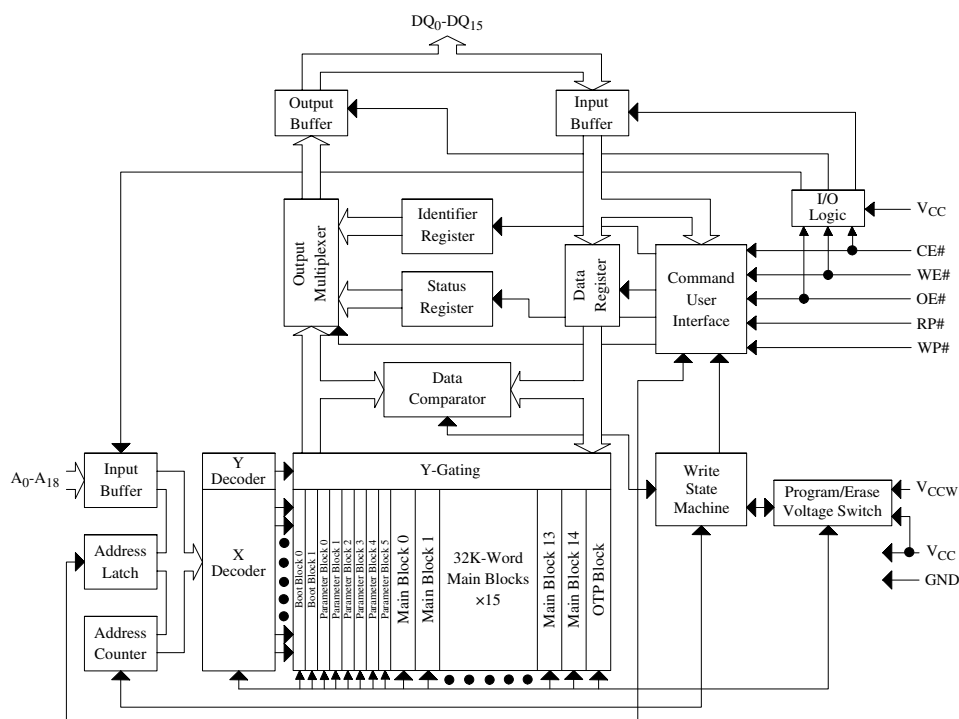 DQ0-DQ15
Output
Buffer
Input
Buffer
I/O
Logic
VCC
Identifier
Register
Output
Multiplexer
Status
Register
Data
Register
Command
User
Interface
CE#
WE#
OE#
RP#
WP#
Data
Comparator
A0-A18
Input
Buffer
Y
Decoder
Y-Gating
Write
State
Machine
Program/Erase
Voltage Switch
VCCW
VCC
GND
Address
Latch
X
Decoder
Address
Counter
Boot Block 0
Boot Block 1
Parameter Block 0
Parameter Block 1
Parameter Block 2
Parameter Block 3
Parameter Block 4
Parameter Block 5
Main Block 0
Main Block 1
32K-Word
Main Blocks
×15
Main Block 13
Main Block 14
OTP Block